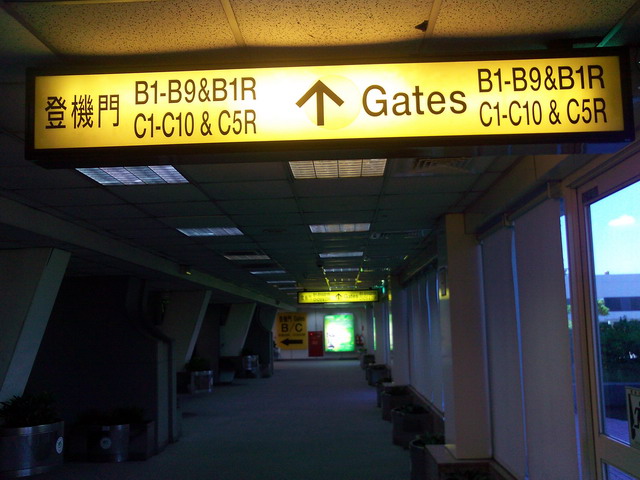 登機門
B1-B9&B1R
C1-C10 & C5R
↑
Gates
B1-B9&B1R
C1-C10 & C5R
B/C